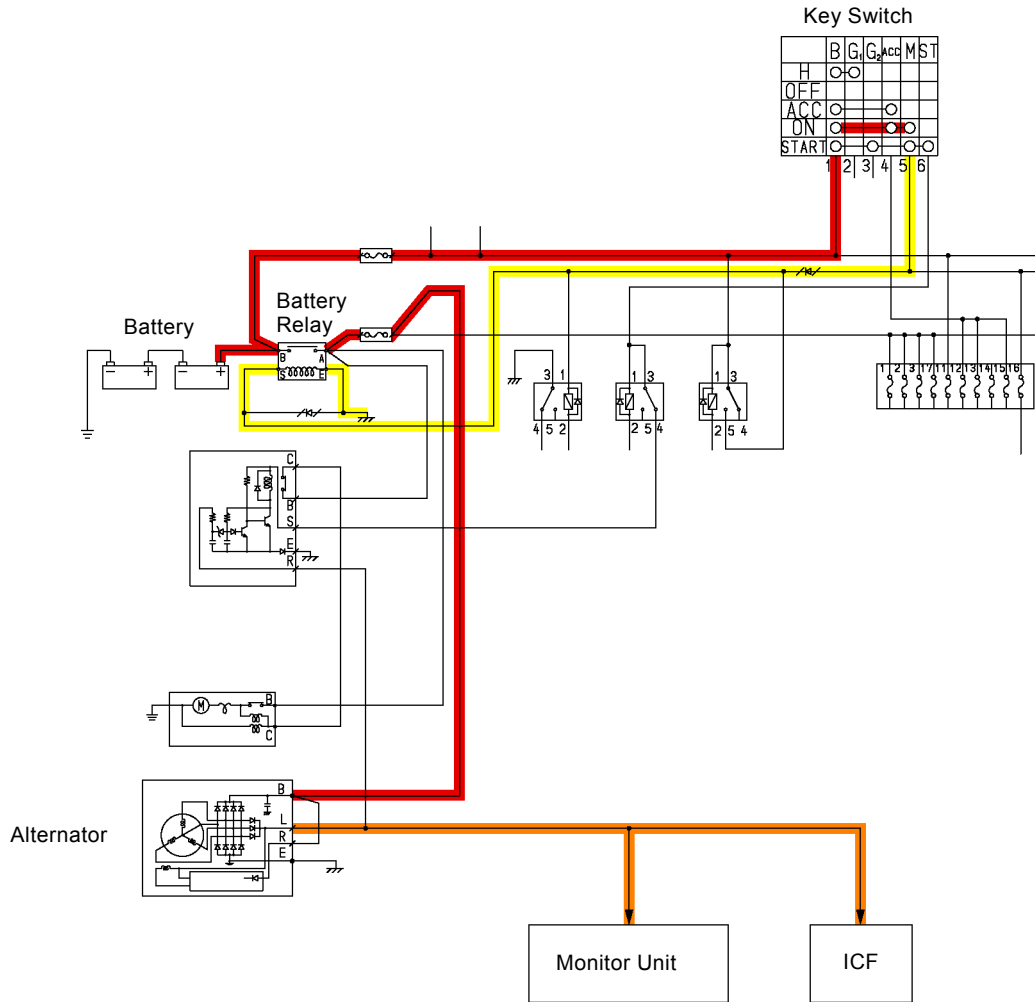 Key Switch
B G1 G2 ACC M ST
H
OFF
ACC
ON
START
1 2 3 4 5 6
Battery
Relay
Battery
B A
S E
- + - +
3 1
4 5 2
1 3
2 5 4
1 3
2 5 4
1 2 3 17 11 12 13 14 15 16
C
B
S
E
R
M
B
C
Alternator
B
L
R
E
Monitor Unit
ICF